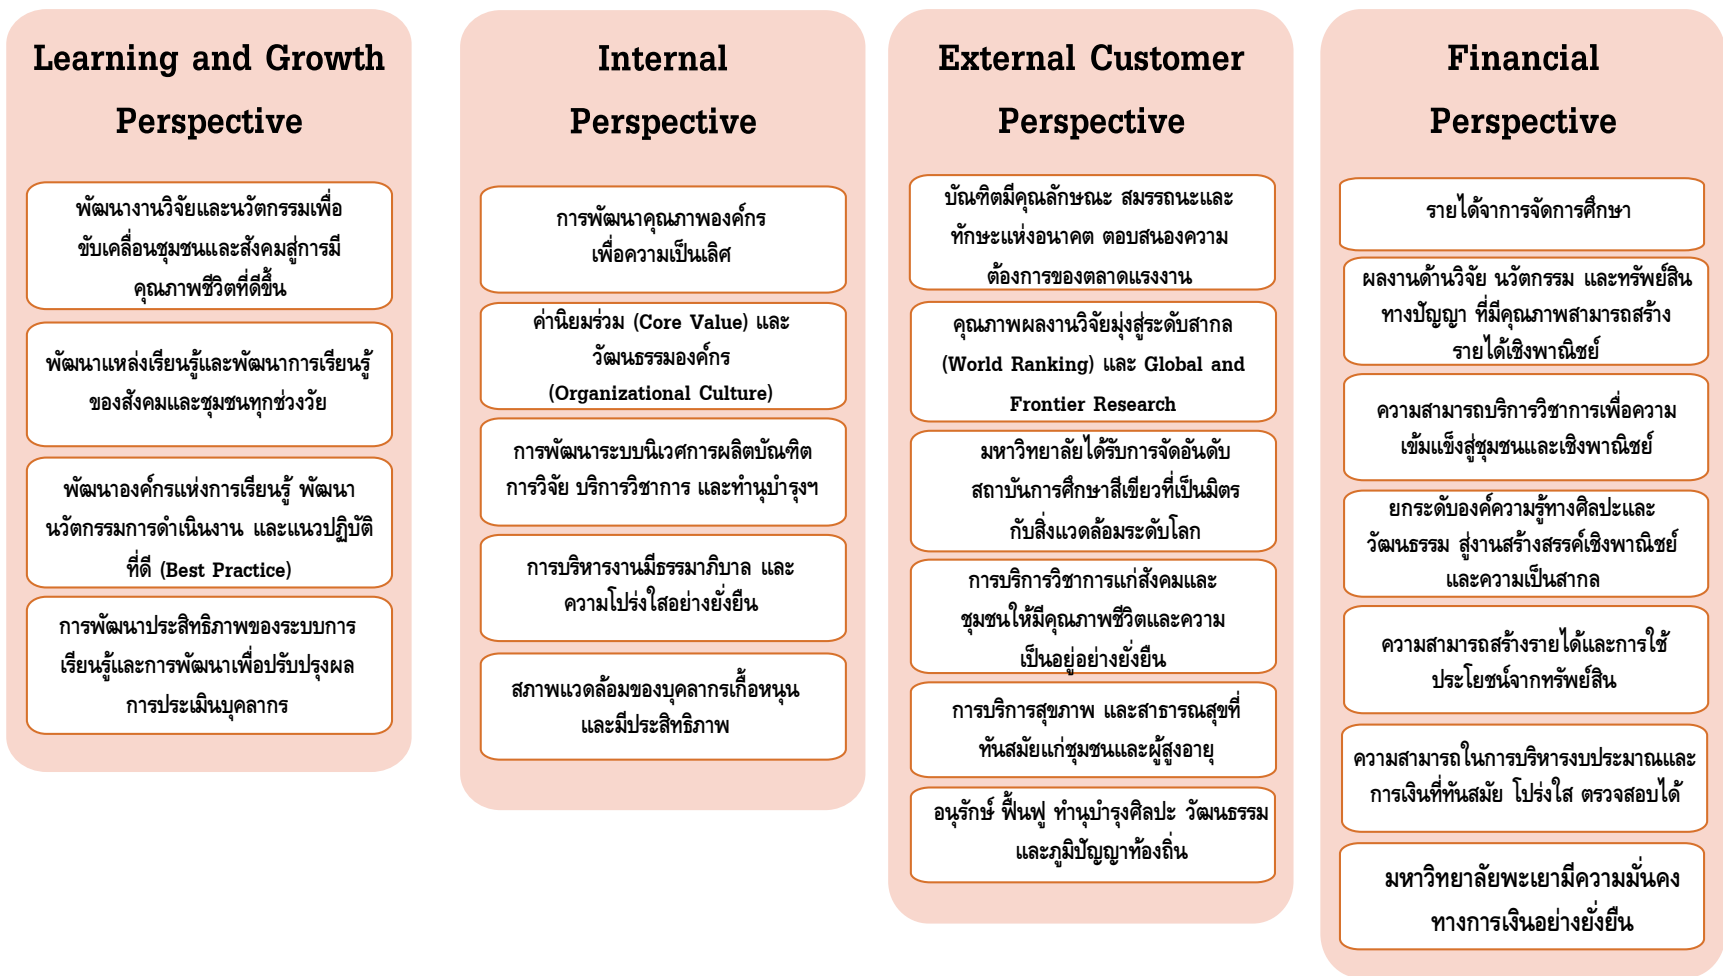 Learning and Growth
Perspective
พัฒนางานวิจัยและนวัตกรรมเพื่อ
ขับเคลื่อนชุมชนและสังคมสู่การมี
คุณภาพชีวิตที่ดีขึ้น
พัฒนาแหล่งเรียนรู้และพัฒนาการเรียนรู้
ของสังคมและชุมชนทุกช่วงวัย
พัฒนาองค์กรแห่งการเรียนรู้ พัฒนา
นวัตกรรมการดำเนินงาน และแนวปฏิบัติ
ที่ดี (Best Practice)
การพัฒนาประสิทธิภาพของระบบการ
เรียนรู้และการพัฒนาเพื่อปรับปรุงผล
การประเมินบุคลากร
Internal
Perspective
การพัฒนาคุณภาพองค์กร
เพื่อความเป็นเลิศ
ค่านิยมร่วม (Core Value) และ
วัฒนธรรมองค์กร
(Organizational Culture)
การพัฒนาระบบนิเวศการผลิตบัณฑิต
การวิจัย บริการวิชาการ และทำนุบำรุงฯ
การบริหารงานมีธรรมาภิบาล และ
ความโปร่งใสอย่างยั่งยืน
สภาพแวดล้อมของบุคลากรเกื้อหนุน
และมีประสิทธิภาพ
External Customer
Perspective
บัณฑิตมีคุณลักษณะ สมรรถนะและ
ทักษะแห่งอนาคต ตอบสนองความ
ต้องการของตลาดแรงงาน
คุณภาพผลงานวิจัยมุ่งสู่ระดับสากล
(World Ranking) และ Global and
Frontier Research
มหาวิทยาลัยได้รับการจัดอันดับ
สถาบันการศึกษาสีเขียวที่เป็นมิตร
กับสิ่งแวดล้อมระดับโลก
การบริการวิชาการแก่สังคมและ
ชุมชนให้มีคุณภาพชีวิตและความ
เป็นอยู่อย่างยั่งยืน
การบริการสุขภาพ และสาธารณสุขที่
ทันสมัยแก่ชุมชนและผู้สูงอายุ
อนุรักษ์ ฟื้นฟู ทำนุบำรุงศิลปะ วัฒนธรรม
และภูมิปัญญาท้องถิ่น
Financial
Perspective
รายได้จาการจัดการศึกษา
ผลงานด้านวิจัย นวัตกรรม และทรัพย์สิน
ทางปัญญา ที่มีคุณภาพสามารถสร้าง
รายได้เชิงพาณิชย์
ความสามารถบริการวิชาการเพื่อความ
เข้มแข็งสู่ชุมชนและเชิงพาณิชย์
ยกระดับองค์ความรู้ทางศิลปะและ
วัฒนธรรม สู่งานสร้างสรรค์เชิงพาณิชย์
และความเป็นสากล
ความสามารถสร้างรายได้และการใช้
ประโยชน์จากทรัพย์สิน
ความสามารถในการบริหารงบประมาณและ
การเงินที่ทันสมัย โปร่งใส ตรวจสอบได้
มหาวิทยาลัยพะเยามีความมั่นคง
ทางการเงินอย่างยั่งยืน